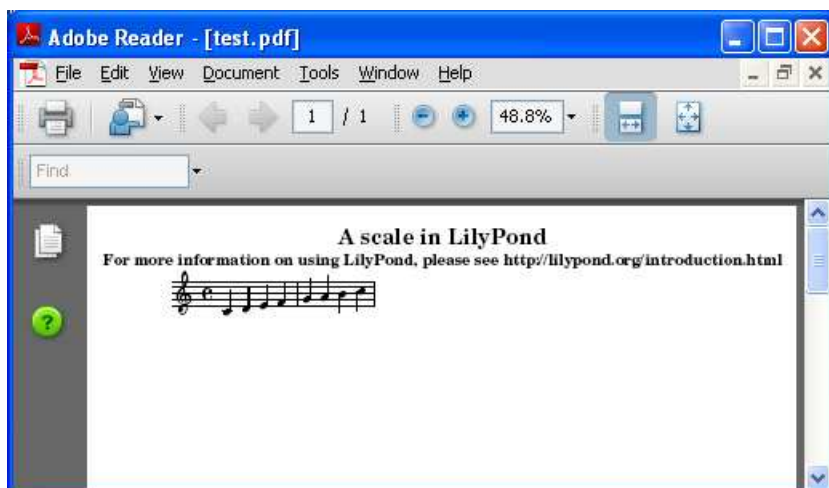 Adobe Reader - [test.pdf]
File Edit View Document Tools Window Help
1 / 1 48.8%
Find
A scale in LilyPond
For more information on using LilyPond, please see http://lilypond.org/introduction.html